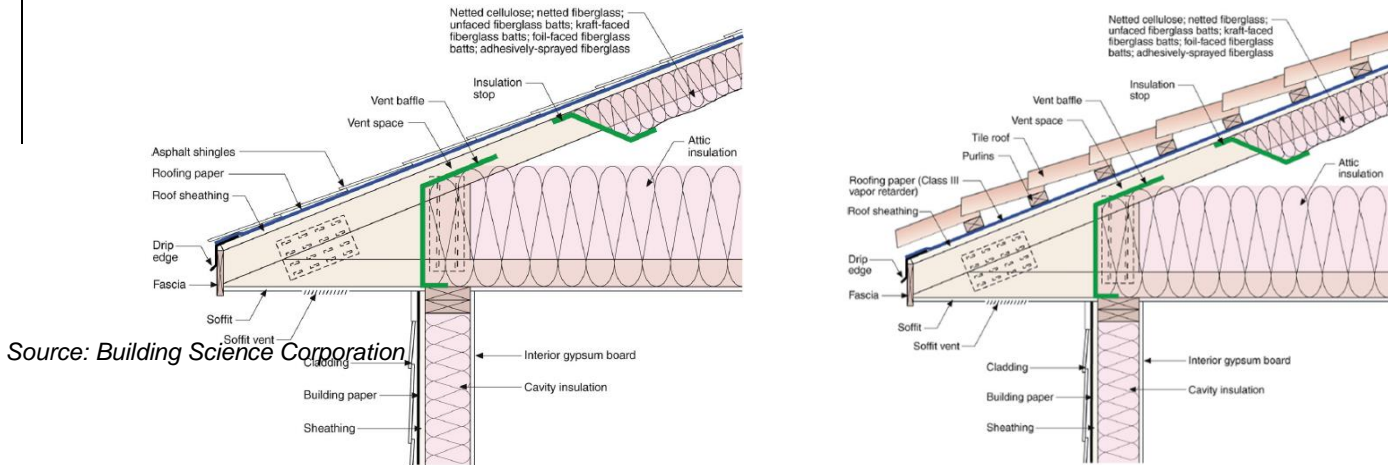 Netted cellulose; netted fiberglass;
unfaced fiberglass batts; kraft-faced
fiberglass batts; foil-faced fiberglass
batts; adhesively-sprayed fiberglass
Insulation
stop
Vent baffle
Vent space
Attic
insulation
Asphalt shingles
Roofing paper
Roof sheathing
Drip
edge
Fascia
Soffit
Soffit vent
Source: Building Science Corporation
Cladding
Interior gypsum board
Cavity insulation
Building paper
Sheathing
Netted cellulose; netted fiberglass;
unfaced fiberglass batts; kraft-faced
fiberglass batts; foil-faced fiberglass
batts; adhesively-sprayed fiberglass
Insulation
stop
Vent baffle
Vent space
Tile roof
Purlins
Attic
insulation
Roofing paper (Class III
vapor retarder)
Roof sheathing
Drip
edge
Fascia
Soffit
Soffit vent
Cladding
Interior gypsum board
Cavity insulation
Building paper
Sheathing